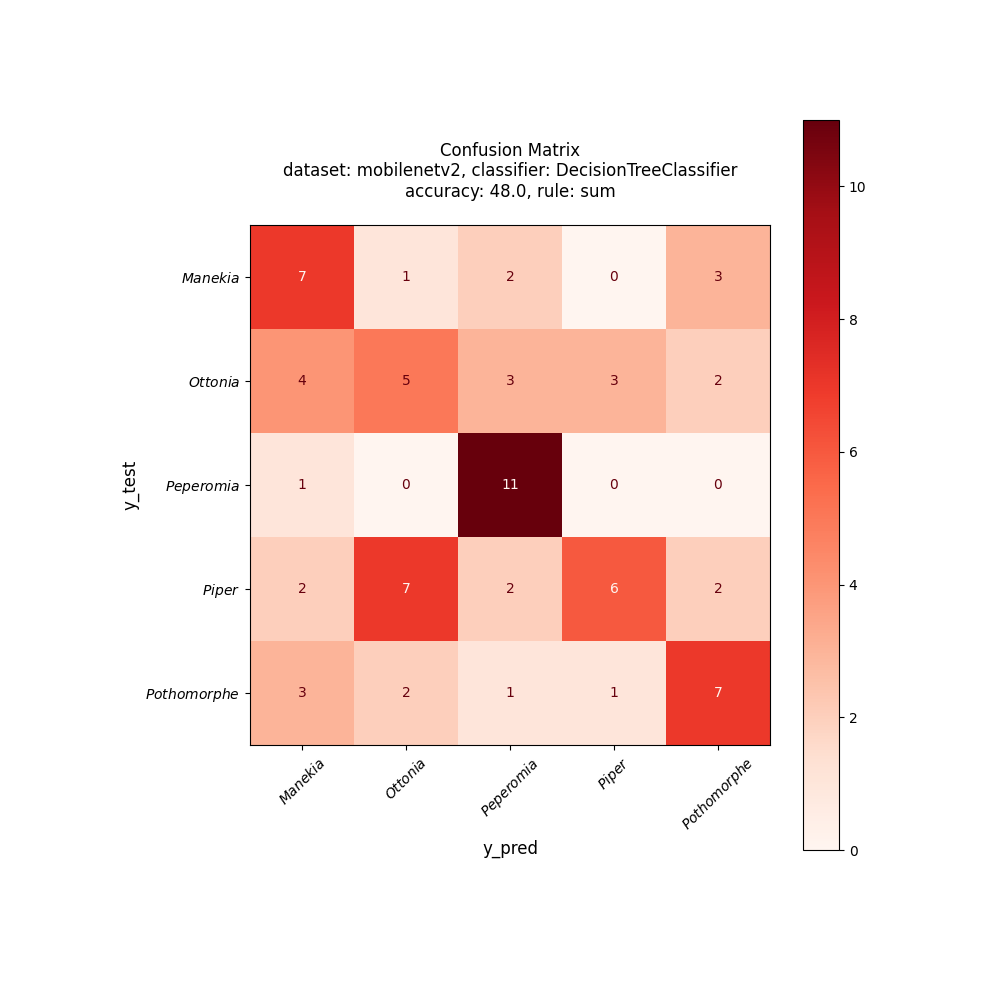 Confusion Matrix
dataset: mobilenetv2, classifier: DecisionTreeClassifier
accuracy: 48.0, rule: sum
y_test
Manekia 7 1 2 0 3
Ottonia 4 5 3 3 2
Peperomia 1 0 11 0 0
Piper 2 7 2 6 2
Pothomorphe 3 2 1 1 7
Manekia Ottonia Peperomia Piper Pothomorphe
y_pred
10
8
6
4
2
0